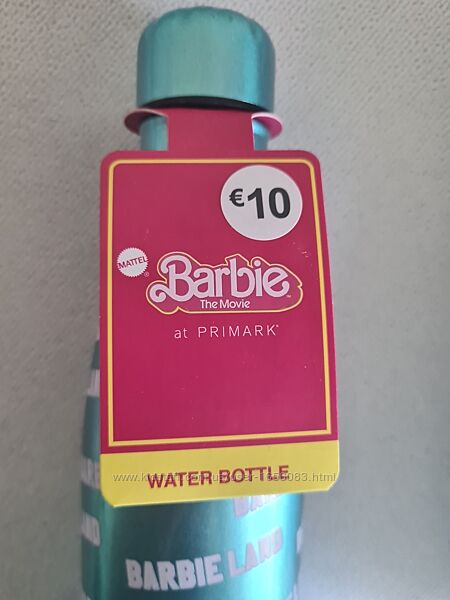 €10
MATTEL
Barbie
The Movie
at PRIMARK
WATER BOTTLE
BARBIE LAND